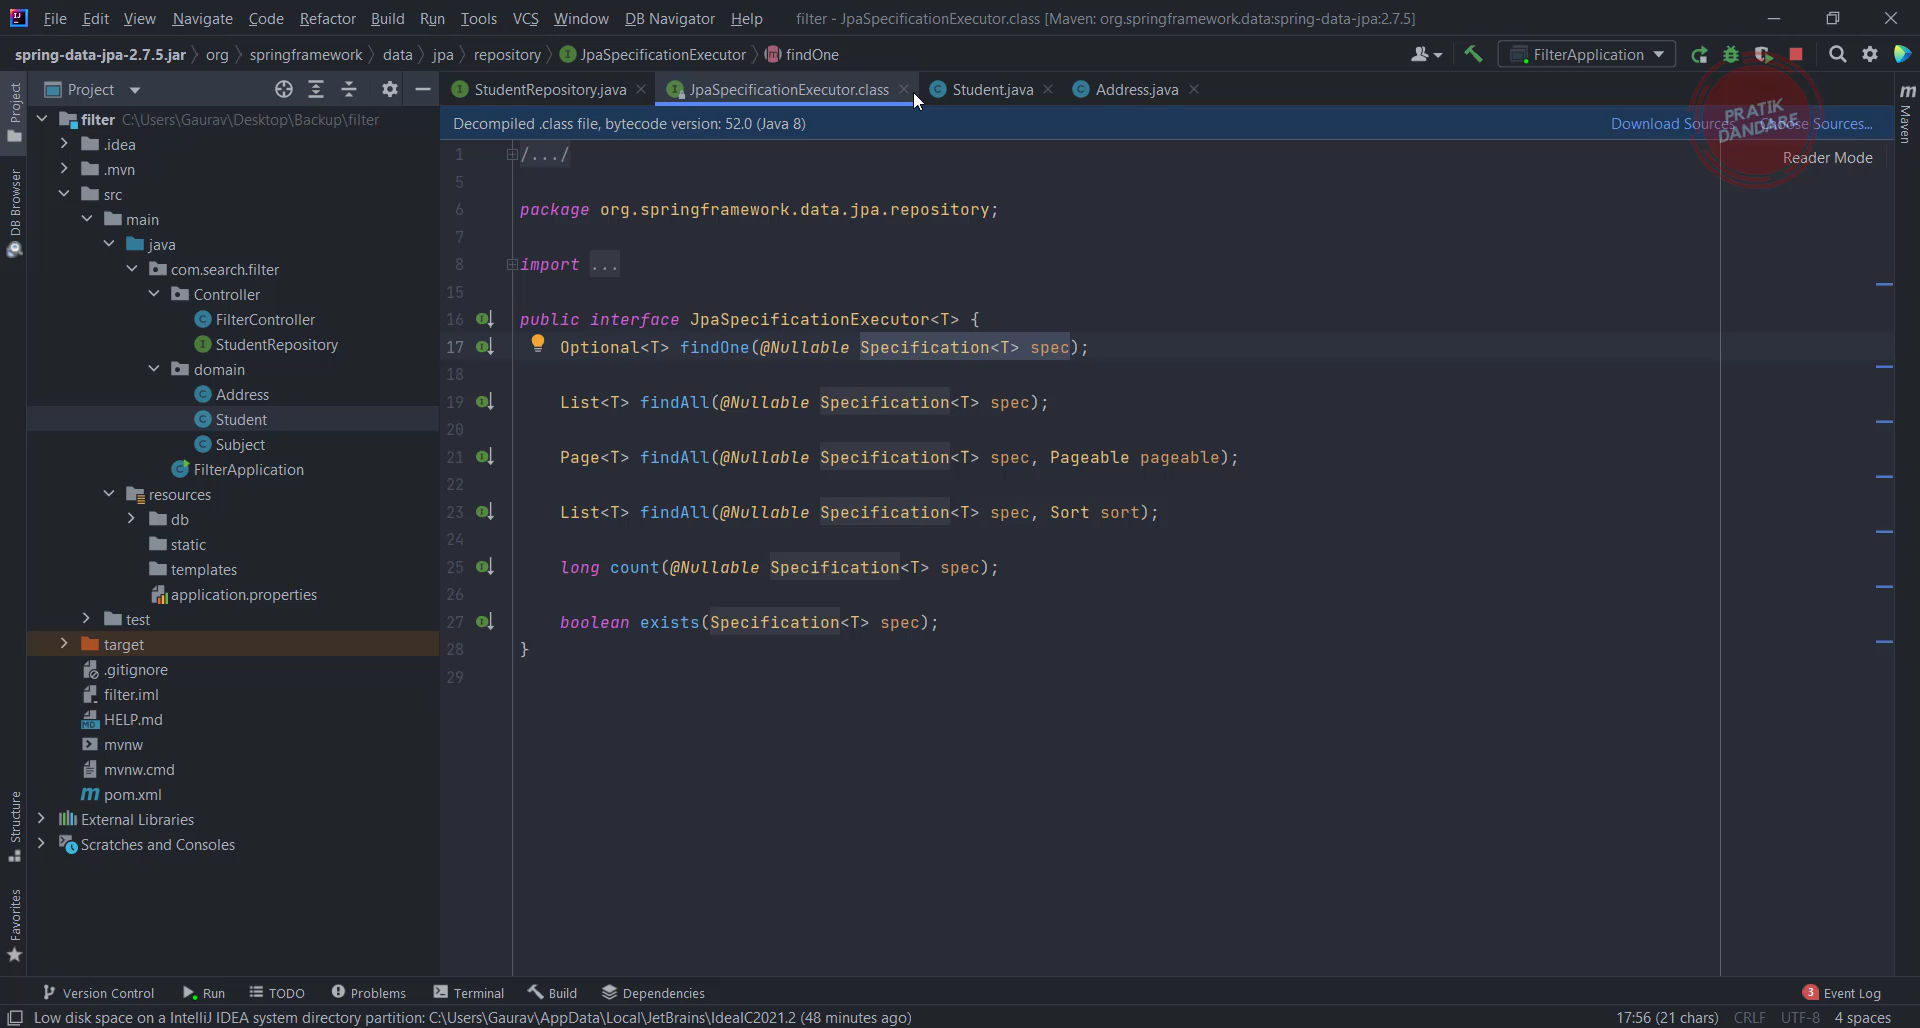 File Edit View Navigate Code Refactor Build Run Tools VCS Window DB Navigator Help filter - JpaSpecificationExecutor.class [Maven: org.springframework.data:spring-data-jpa:2.7.5]
spring-data-jpa-2.7.5.jar org springframework data jpa repository JpaSpecificationExecutor findOne FilterApplication
Project StudentRepository.java JpaSpecificationExecutor.class Student.java Address.java
Decompiled .class file, bytecode version: 52.0 (Java 8) Download Sources Choose Sources...
PRATIK
DANDARE
Reader Mode
Project
DB Browser
Structure
Favorites
Maven
filter C:\Users\Gaurav\Desktop\Backup\filter
.idea
.mvn
src
main
java
com.search.filter
Controller
FilterController
StudentRepository
domain
Address
Student
Subject
FilterApplication
resources
db
static
templates
application.properties
test
target
.gitignore
filter.iml
HELP.md
mvnw
mvnw.cmd
pom.xml
External Libraries
Scratches and Consoles
1 /.../
5
6 package org.springframework.data.jpa.repository;
7
8 import ...
15
16 public interface JpaSpecificationExecutor<T> {
17 Optional<T> findOne(@Nullable Specification<T> spec);
18
19 List<T> findAll(@Nullable Specification<T> spec);
20
21 Page<T> findAll(@Nullable Specification<T> spec, Pageable pageable);
22
23 List<T> findAll(@Nullable Specification<T> spec, Sort sort);
24
25 long count(@Nullable Specification<T> spec);
26
27 boolean exists(Specification<T> spec);
28 }
29
Version Control Run TODO Problems Terminal Build Dependencies 3 Event Log
Low disk space on a IntelliJ IDEA system directory partition: C:\Users\Gaurav\AppData\Local\JetBrains\IdeaIC2021.2 (48 minutes ago) 17:56 (21 chars) CRLF UTF-8 4 spaces